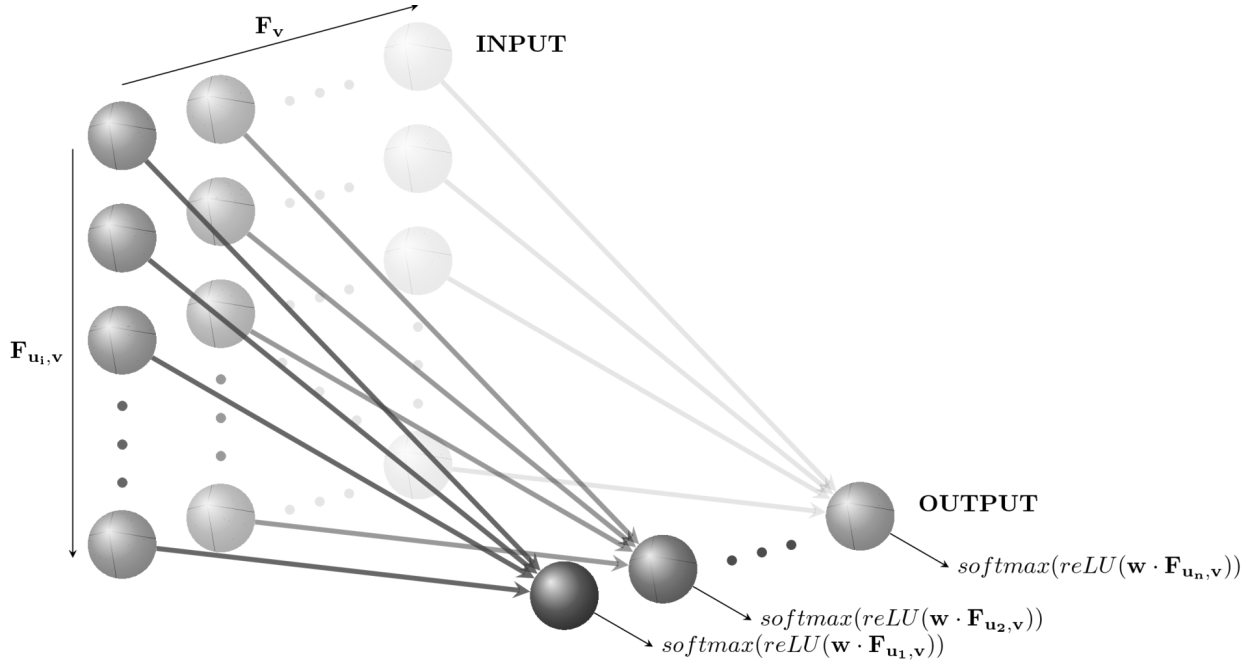 F_v
INPUT
F_{u_i,v}
OUTPUT
softmax(reLU(w · F_{u_n,v}))
softmax(reLU(w · F_{u_2,v}))
softmax(reLU(w · F_{u_1,v}))